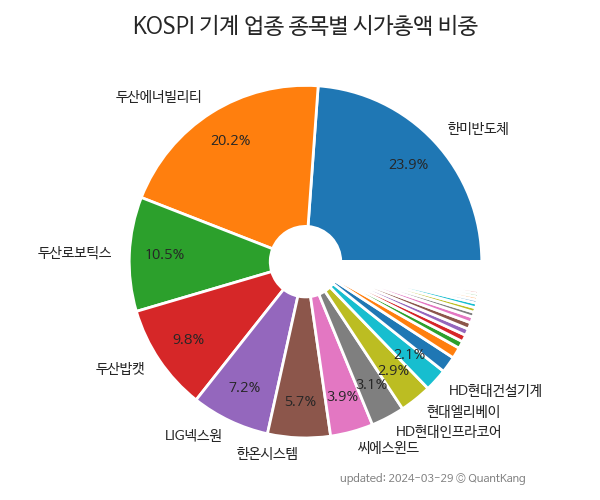 KOSPI 기계 업종 종목별 시가총액 비중
한미반도체
23.9%
두산에너빌리티
20.2%
두산로보틱스
10.5%
두산밥캣
9.8%
LIG넥스원
7.2%
한온시스템
5.7%
씨에스윈드
3.9%
HD현대인프라코어
3.1%
현대엘리베이
2.9%
HD현대건설기계
2.1%
updated: 2024-03-29 © QuantKang